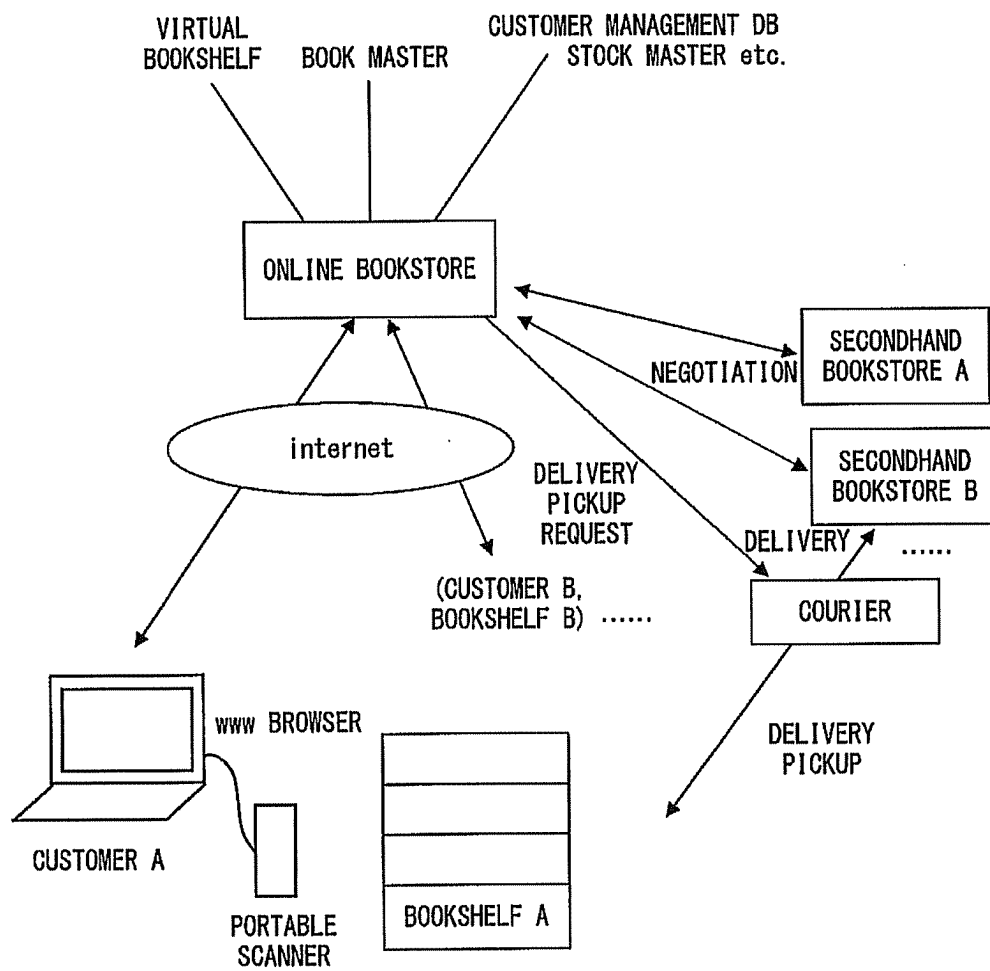 VIRTUAL
BOOKSHELF
BOOK MASTER
CUSTOMER MANAGEMENT DB
STOCK MASTER etc.
ONLINE BOOKSTORE
SECONDHAND
BOOKSTORE A
NEGOTIATION
internet
SECONDHAND
BOOKSTORE B
DELIVERY
PICKUP
REQUEST
DELIVERY
......
(CUSTOMER B,
BOOKSHELF B) ......
COURIER
www BROWSER
DELIVERY
PICKUP
CUSTOMER A
BOOKSHELF A
PORTABLE
SCANNER